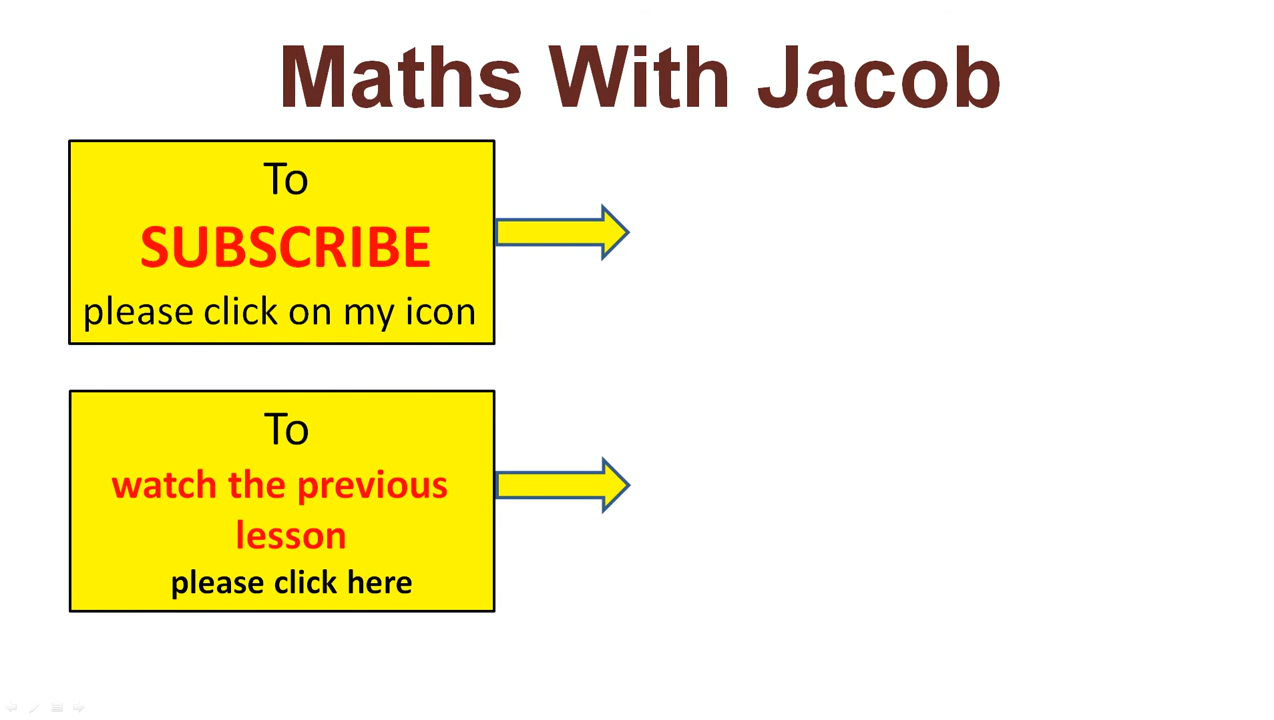 Maths With Jacob
To
SUBSCRIBE
please click on my icon
To
watch the previous
lesson
please click here